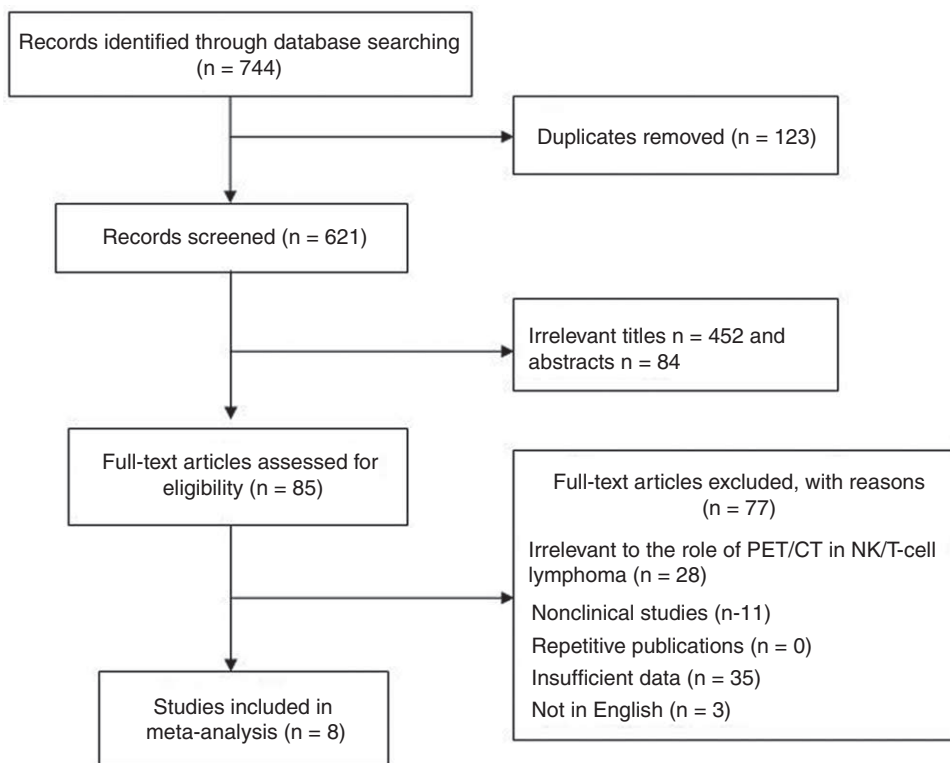 Records identified through database searching
(n = 744)
Duplicates removed (n = 123)
Records screened (n = 621)
Irrelevant titles n = 452 and
abstracts n = 84
Full-text articles assessed for
eligibility (n = 85)
Full-text articles excluded, with reasons
(n = 77)
Irrelevant to the role of PET/CT in NK/T-cell
lymphoma (n = 28)
Nonclinical studies (n-11)
Repetitive publications (n = 0)
Insufficient data (n = 35)
Not in English (n = 3)
Studies included in
meta-analysis (n = 8)